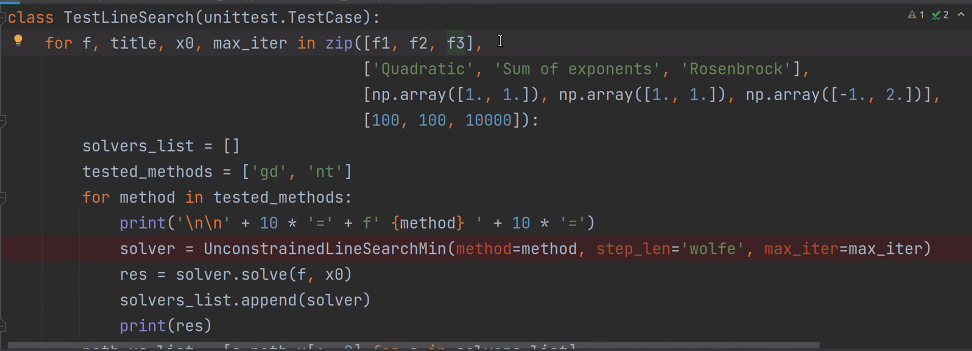 class TestLineSearch(unittest.TestCase):
    for f, title, x0, max_iter in zip([f1, f2, f3],
                                      ['Quadratic', 'Sum of exponents', 'Rosenbrock'],
                                      [np.array([1., 1.]), np.array([1., 1.]), np.array([-1., 2.])],
                                      [100, 100, 10000]):
        solvers_list = []
        tested_methods = ['gd', 'nt']
        for method in tested_methods:
            print('\n\n' + 10 * '=' + f' {method} ' + 10 * '=')
            solver = UnconstrainedLineSearchMin(method=method, step_len='wolfe', max_iter=max_iter)
            res = solver.solve(f, x0)
            solvers_list.append(solver)
            print(res)
1 2